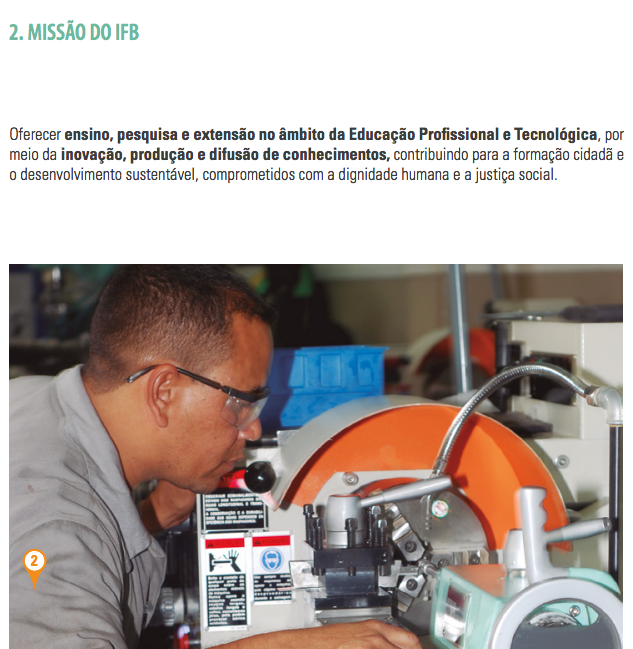 2. MISSÃO DO IFB
Oferecer ensino, pesquisa e extensão no âmbito da Educação Profissional e Tecnológica, por
meio da inovação, produção e difusão de conhecimentos, contribuindo para a formação cidadã e
o desenvolvimento sustentável, comprometidos com a dignidade humana e a justiça social.
2